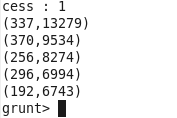 cess : 1
(337,13279)
(370,9534)
(256,8274)
(296,6994)
(192,6743)
grunt>